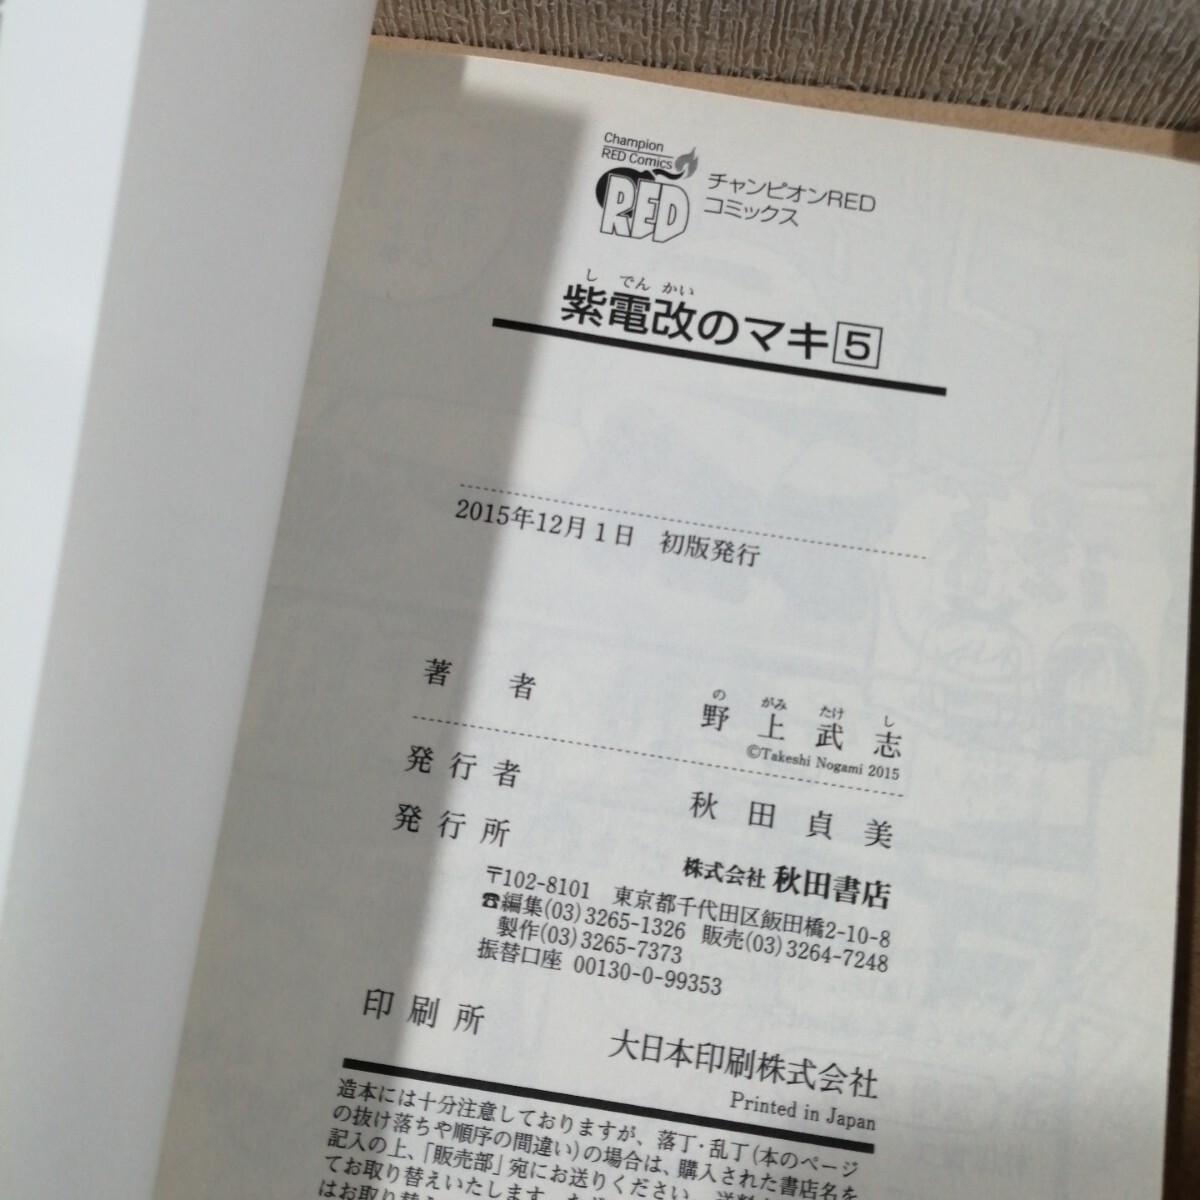 Champion
RED Comics
RED
チャンピオンRED
コミックス
し でん かい
紫電改のマキ5
2015年12月1日 初版発行
の がみ たけ し
著者 野上武志
©Takeshi Nogami 2015
発行者 秋田貞美
発行所 株式会社 秋田書店
〒102-8101 東京都千代田区飯田橋2-10-8
☎編集(03)3265-1326 販売(03)3264-7248
製作(03)3265-7373
振替口座 00130-0-99353
印刷所 大日本印刷株式会社
Printed in Japan
造本には十分注意しておりますが、落丁・乱丁(本のページ
の抜け落ちや順序の間違い)の場合は、購入された書店名を
記入の上、「販売部」宛にお送りください。送料
てお取り替えいたします。
はお取り替え